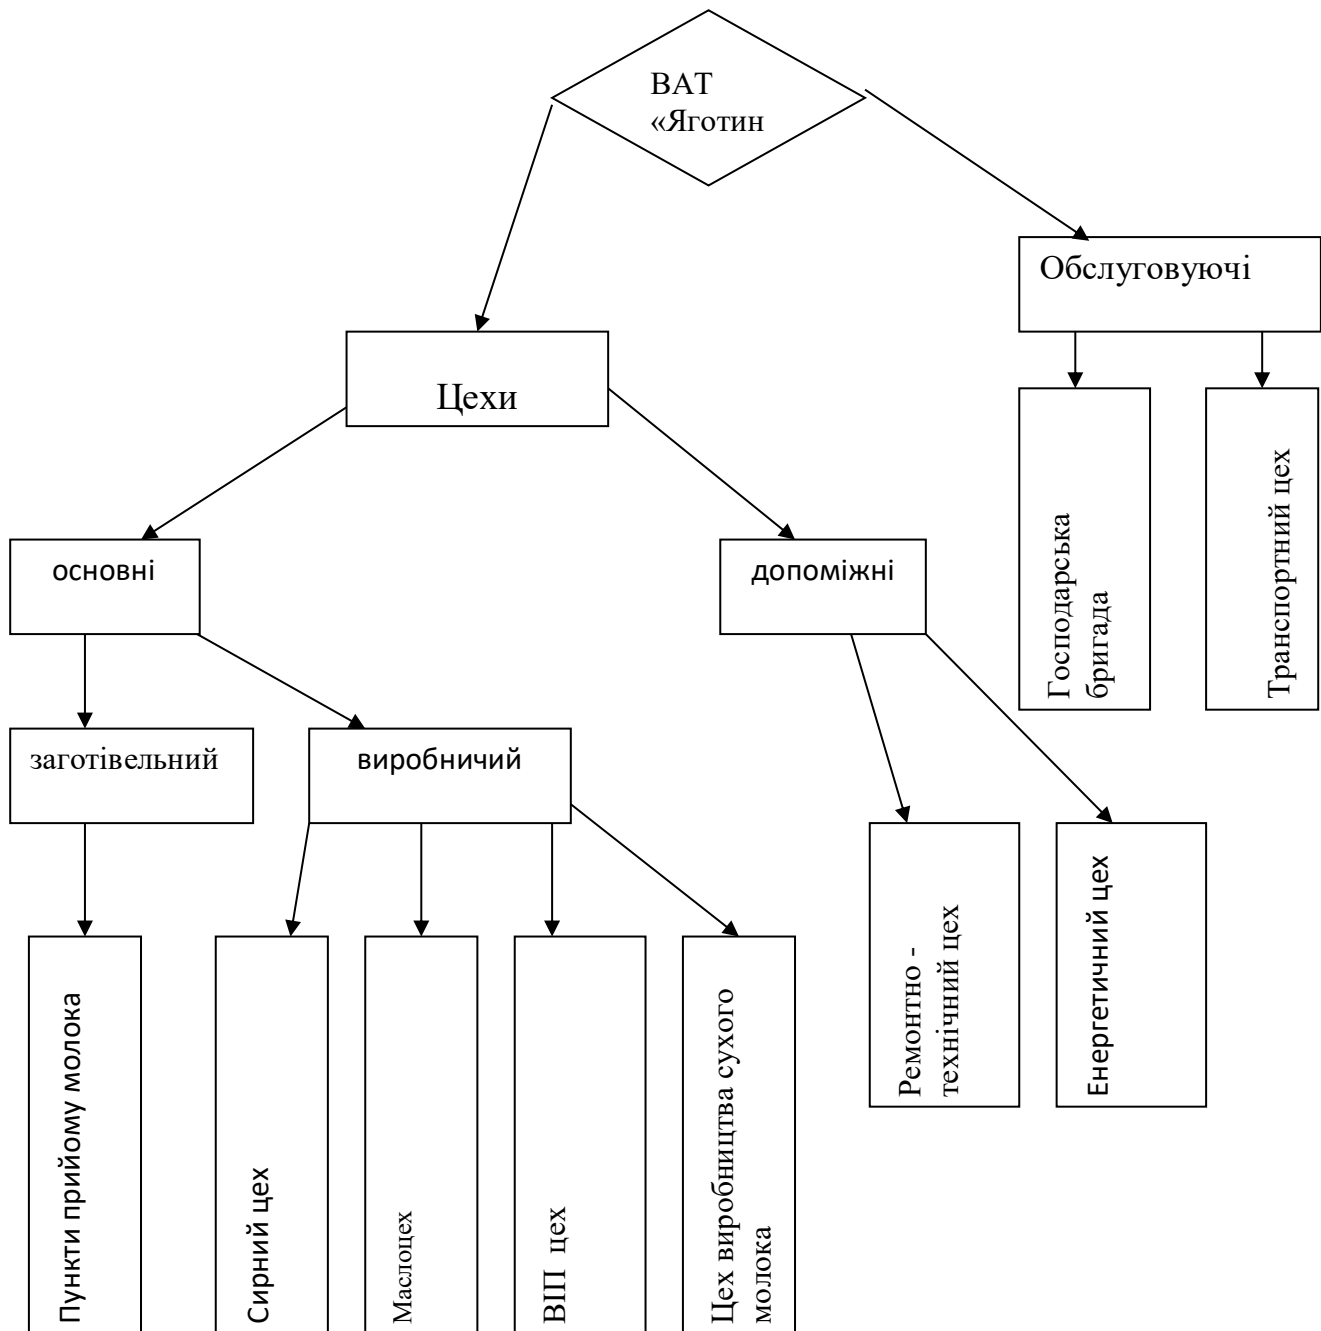 ВАТ
«Яготин
Обслуговуючі
Цехи
Господарська
бригада
Транспортний цех
основні
допоміжні
заготівельний
виробничий
Ремонтно -
технічний цех
Енергетичний цех
Пункти прийому молока
Сирний цех
Маслоцех
ВІП цех
Цех виробництва сухого
молока